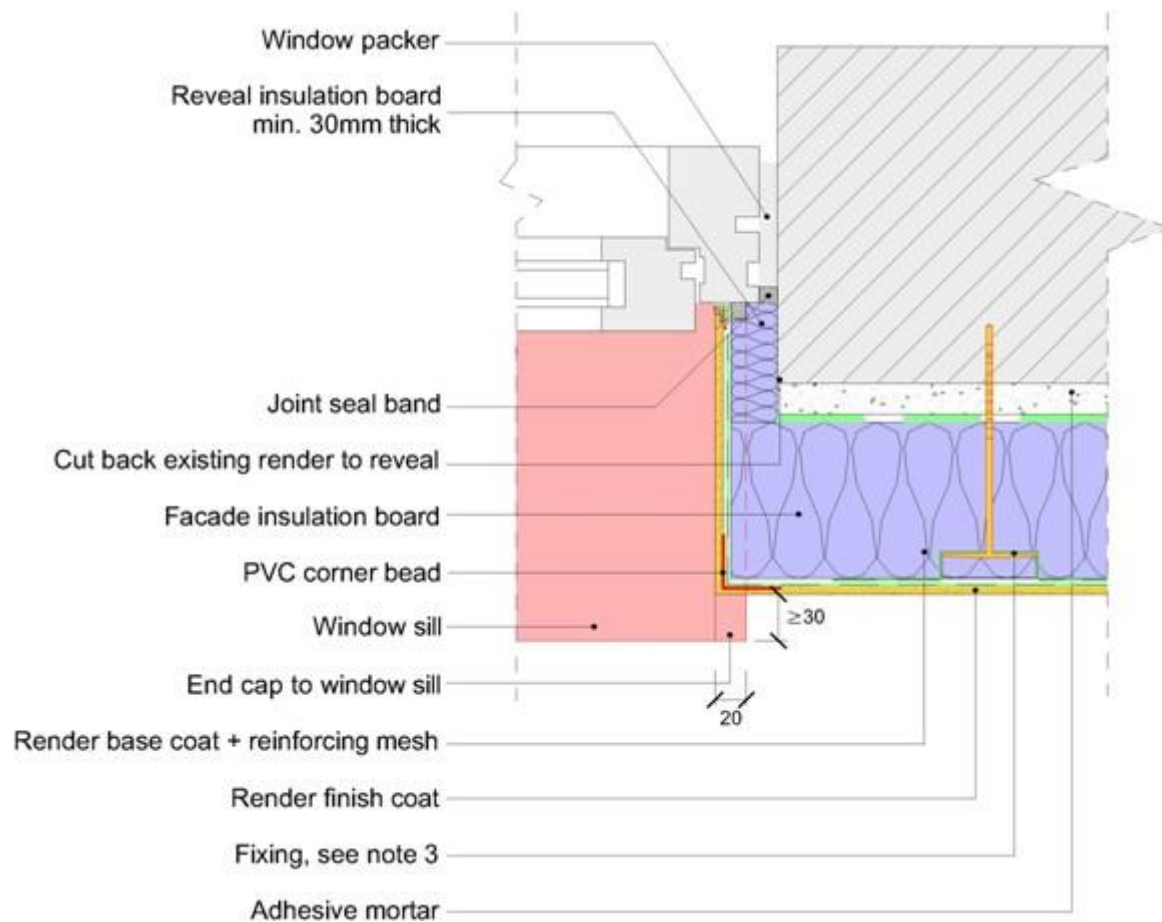 Window packer
Reveal insulation board
min. 30mm thick
Joint seal band
Cut back existing render to reveal
Facade insulation board
PVC corner bead
≥30
Window sill
End cap to window sill
20
Render base coat + reinforcing mesh
Render finish coat
Fixing, see note 3
Adhesive mortar